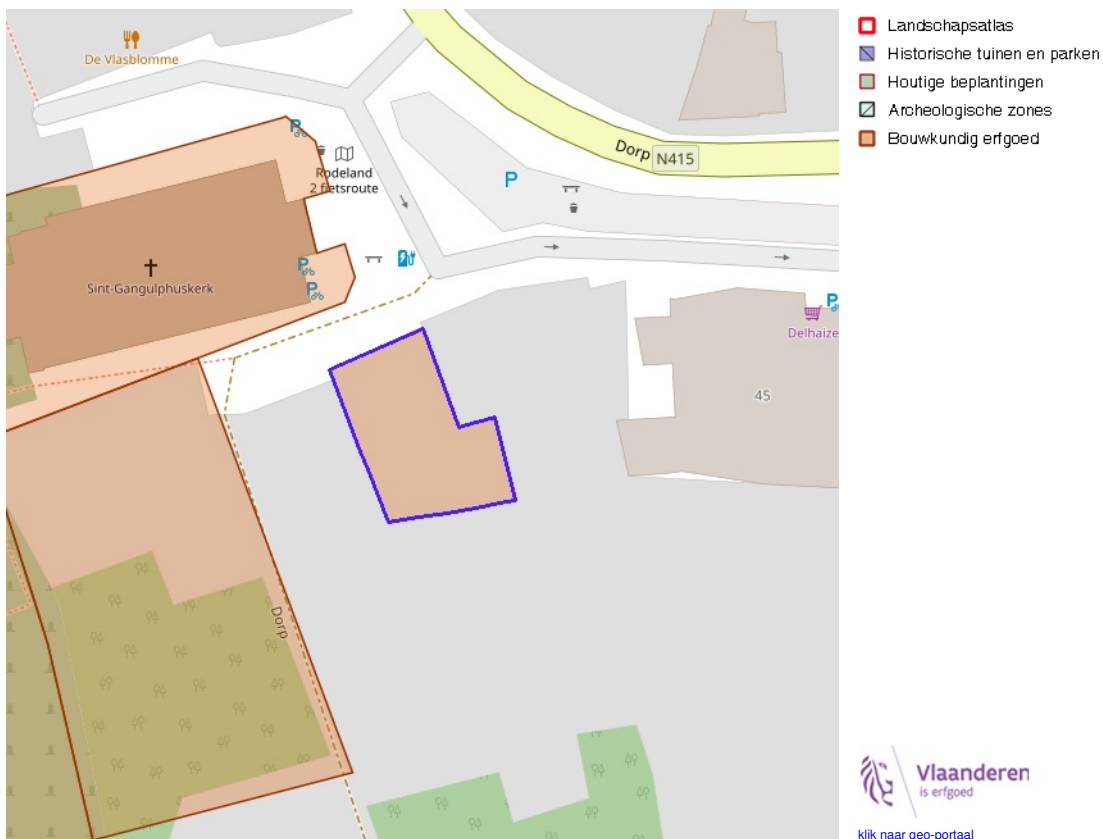 De Vlasblomme
Rodeland
2 fietsroute
Dorp
N415
P
P
Sint-Gangulphuskerk
P
P
P
Delhaize
45
Dorp
Landschapsatlas
Historische tuinen en parken
Houtige beplantingen
Archeologische zones
Bouwkundig erfgoed
Vlaanderen
is erfgoed
klik naar geo-portaal